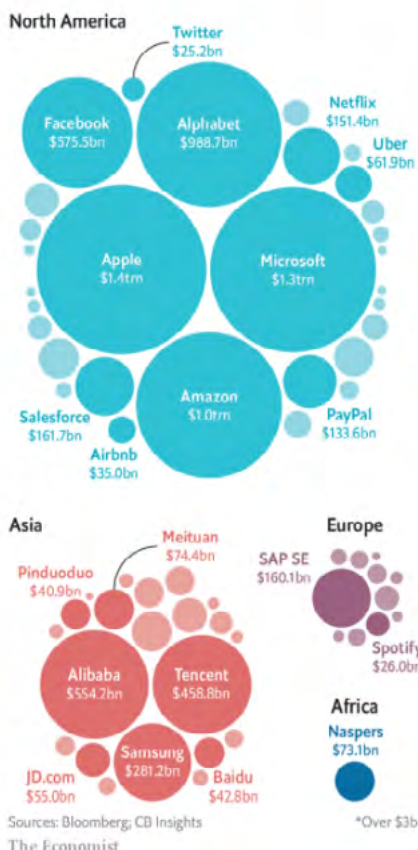 North America
Twitter
$25.2bn
Facebook
$575.5bn
Alphabet
$988.7bn
Netflix
$151.4bn
Uber
$61.9bn
Apple
$1.4trn
Microsoft
$1.3trn
Amazon
$1.0trn
Salesforce
$161.7bn
Airbnb
$35.0bn
PayPal
$133.6bn
Asia
Meituan
$74.4bn
Pinduoduo
$40.9bn
Alibaba
$554.2bn
Tencent
$458.8bn
Samsung
$281.2bn
JD.com
$55.0bn
Baidu
$42.8bn
Europe
SAP SE
$160.1bn
Spotify
$26.0bn
Africa
Naspers
$73.1bn
Sources: Bloomberg; CB Insights
*Over $3b
The Economist